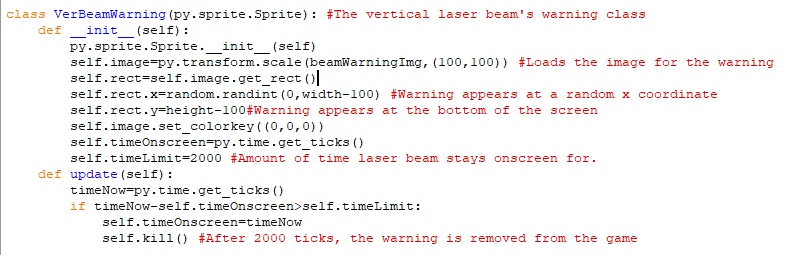 class VerBeamWarning(py.sprite.Sprite): #The vertical laser beam's warning class
    def __init__(self):
        py.sprite.Sprite.__init__(self)
        self.image=py.transform.scale(beamWarningImg,(100,100)) #Loads the image for the warning
        self.rect=self.image.get_rect()
        self.rect.x=random.randint(0,width-100) #Warning appears at a random x coordinate
        self.rect.y=height-100#Warning appears at the bottom of the screen
        self.image.set_colorkey((0,0,0))
        self.timeOnscreen=py.time.get_ticks()
        self.timeLimit=2000 #Amount of time laser beam stays onscreen for.
    def update(self):
        timeNow=py.time.get_ticks()
        if timeNow-self.timeOnscreen>self.timeLimit:
            self.timeOnscreen=timeNow
            self.kill() #After 2000 ticks, the warning is removed from the game